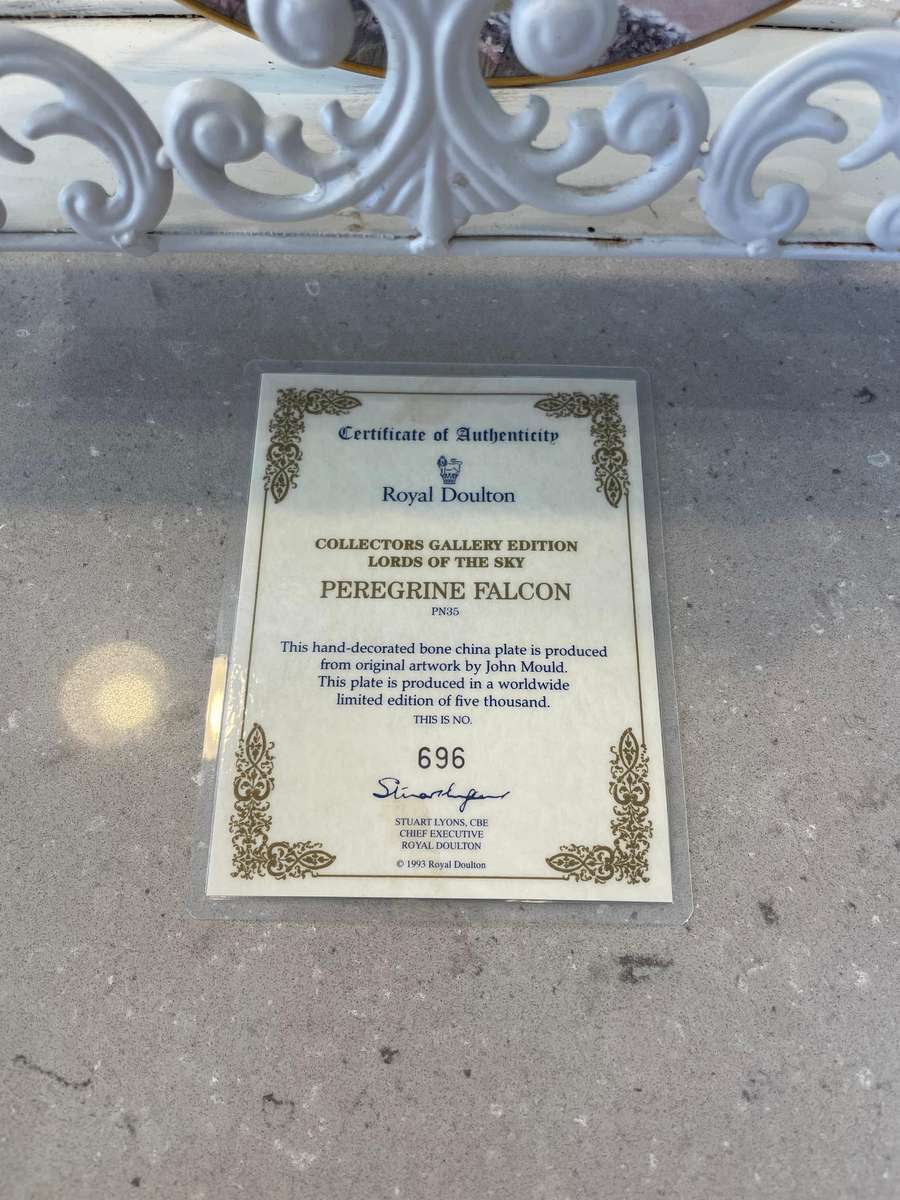 Certificate of Authenticity
Royal Doulton
COLLECTORS GALLERY EDITION
LORDS OF THE SKY
PEREGRINE FALCON
PN35
This hand-decorated bone china plate is produced
from original artwork by John Mould.
This plate is produced in a worldwide
limited edition of five thousand.
THIS IS NO.
696
Stuart Lyons
STUART LYONS, CBE
CHIEF EXECUTIVE
ROYAL DOULTON
© 1993 Royal Doulton